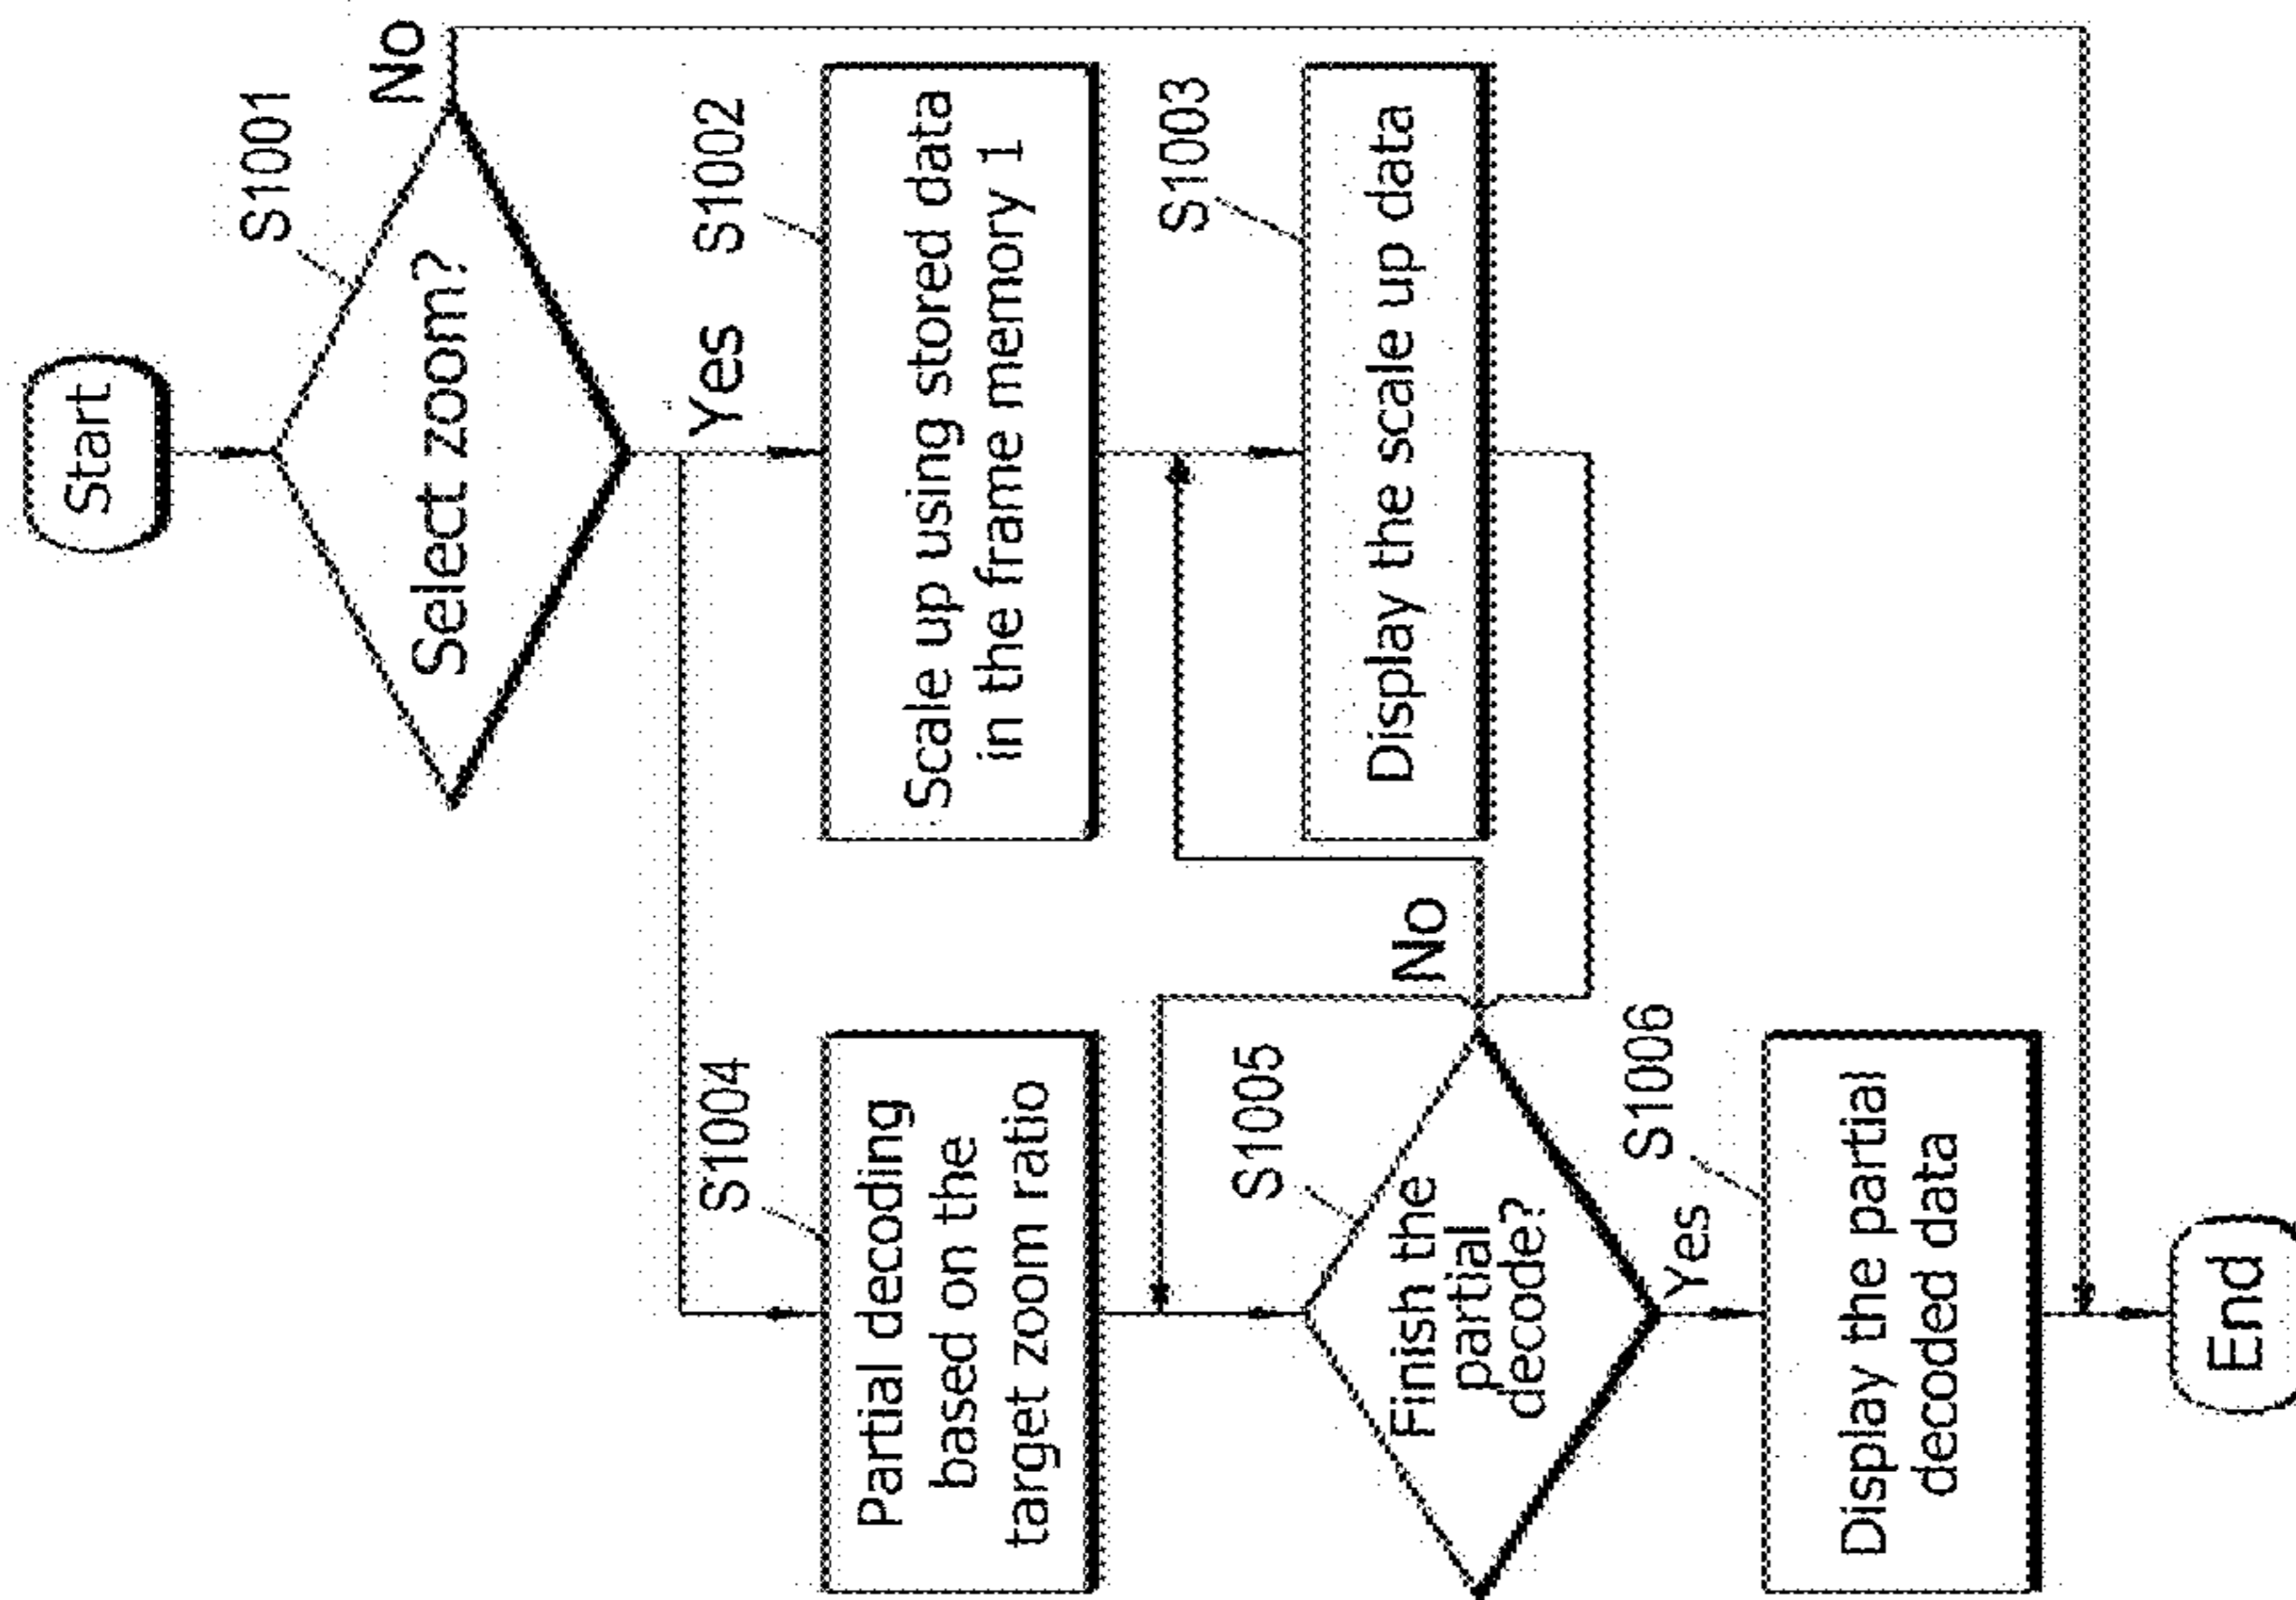 Start
S1001
Select zoom?
No
Yes
S1002
Scale up using stored data
in the frame memory 1
S1003
Display the scale up data
S1004
Partial decoding
based on the
target zoom ratio
S1005
Finish the
partial
decode?
No
Yes
S1006
Display the partial
decoded data
End